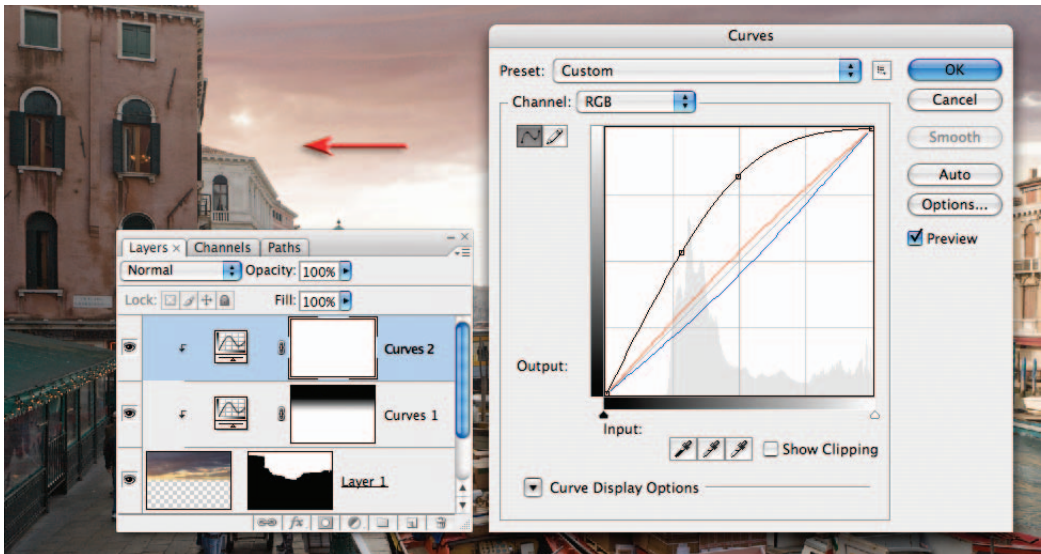 Curves
Preset: Custom
OK
Channel: RGB
Cancel
Smooth
Auto
Options...
Preview
Layers × Channels Paths
Normal Opacity: 100%
Lock: Fill: 100%
Curves 2
Curves 1
Layer 1
Output:
Input:
Show Clipping
Curve Display Options